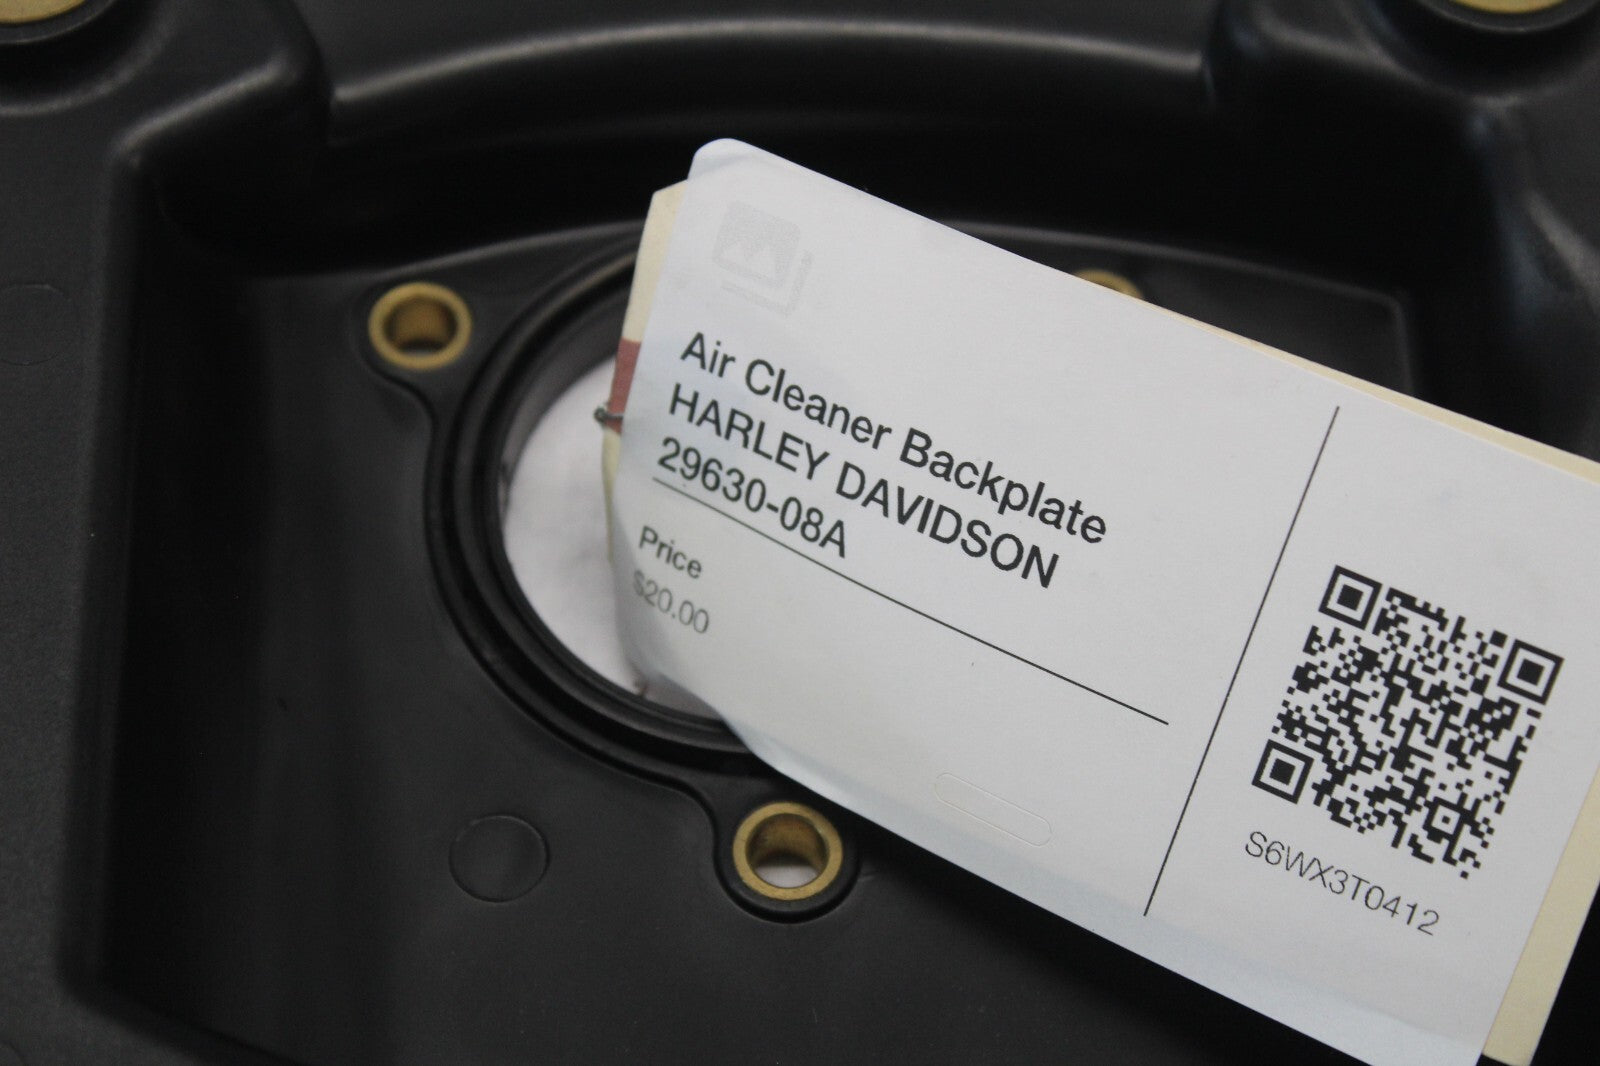 Air Cleaner Backplate
HARLEY DAVIDSON
29630-08A
Price
$20.00
S6WX3T0412